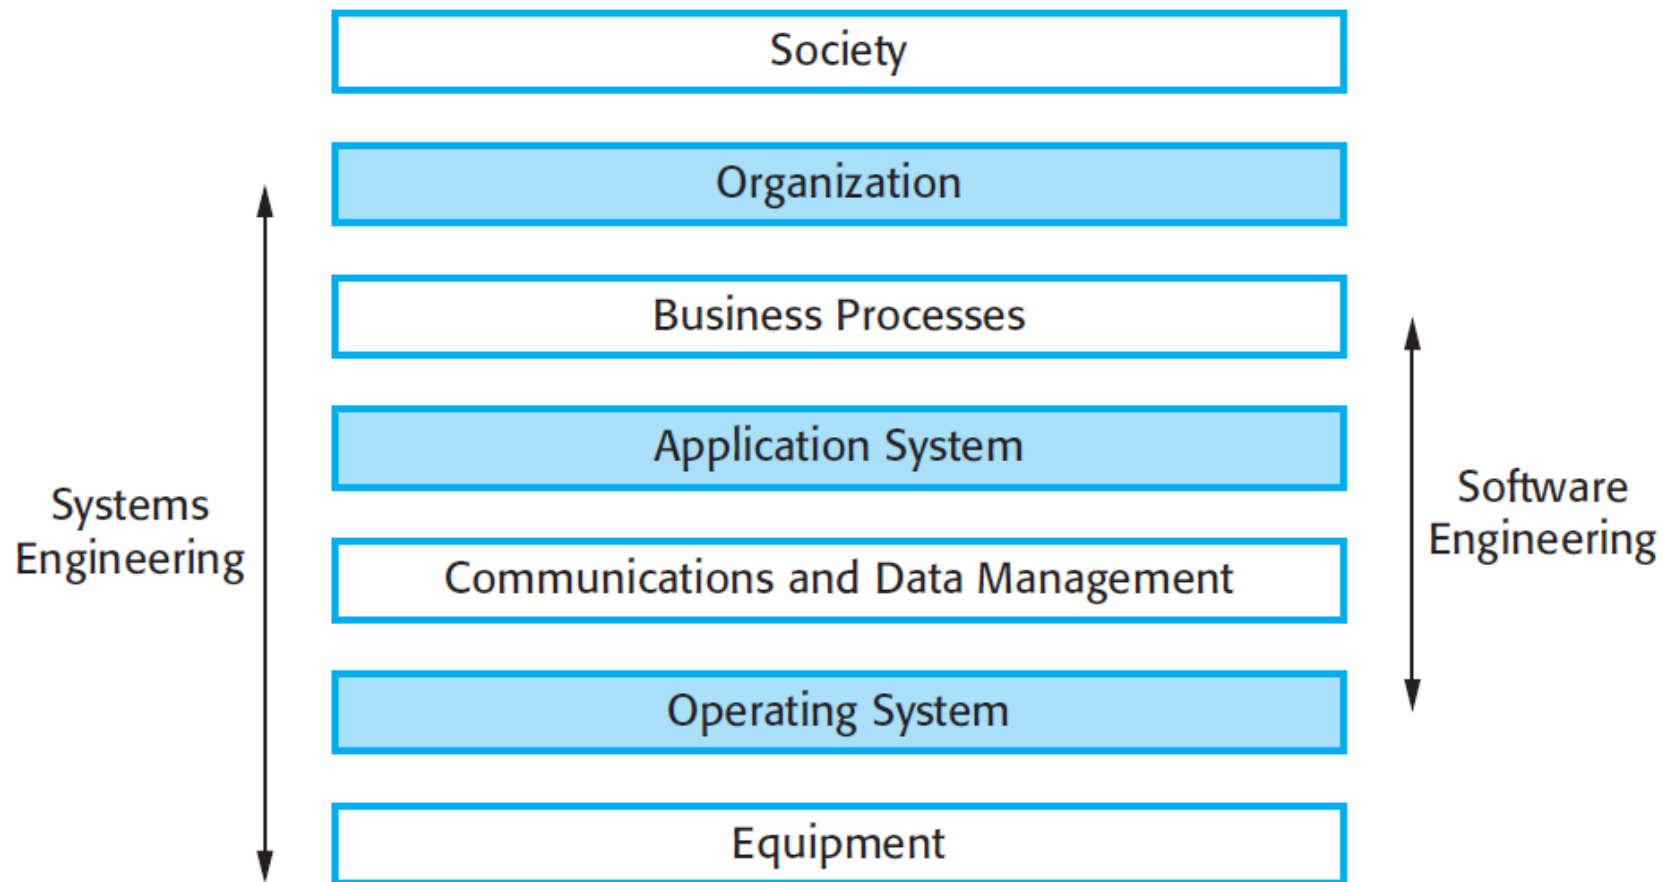 Society
Organization
Business Processes
Application System
Systems
Engineering
Software
Engineering
Communications and Data Management
Operating System
Equipment